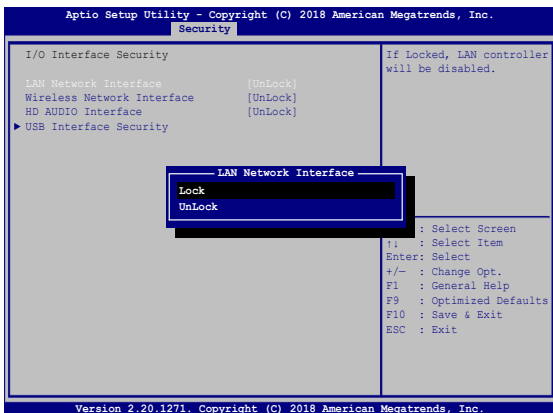 Aptio Setup Utility - Copyright (C) 2018 American Megatrends, Inc.
Security
I/O Interface Security
LAN Network Interface [UnLock]
Wireless Network Interface [UnLock]
HD AUDIO Interface [UnLock]
USB Interface Security
If Locked, LAN controller
will be disabled.
LAN Network Interface
Lock
UnLock
: Select Screen
↑↓ : Select Item
Enter: Select
+/— : Change Opt.
F1 : General Help
F9 : Optimized Defaults
F10 : Save & Exit
ESC : Exit
Version 2.20.1271. Copyright (C) 2018 American Megatrends, Inc.